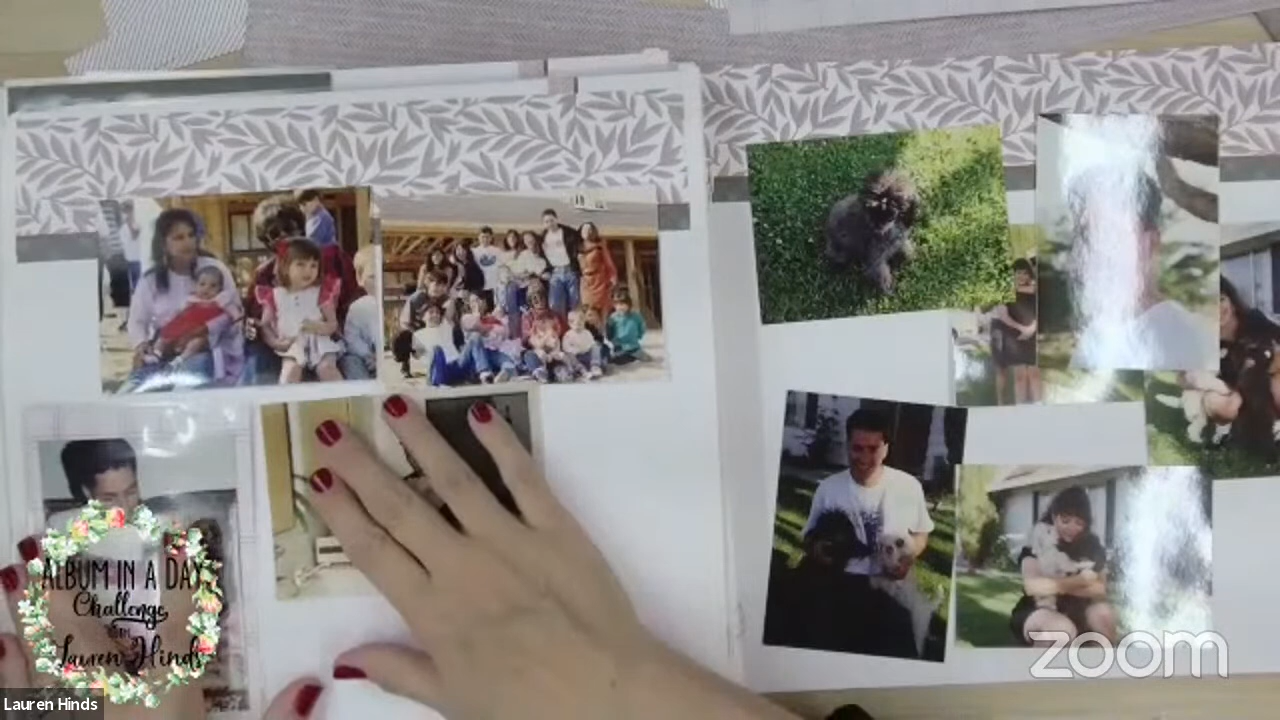 ALBUM IN A DAY
Challenge
WITH
Lauren Hinds
Lauren Hinds
zoom